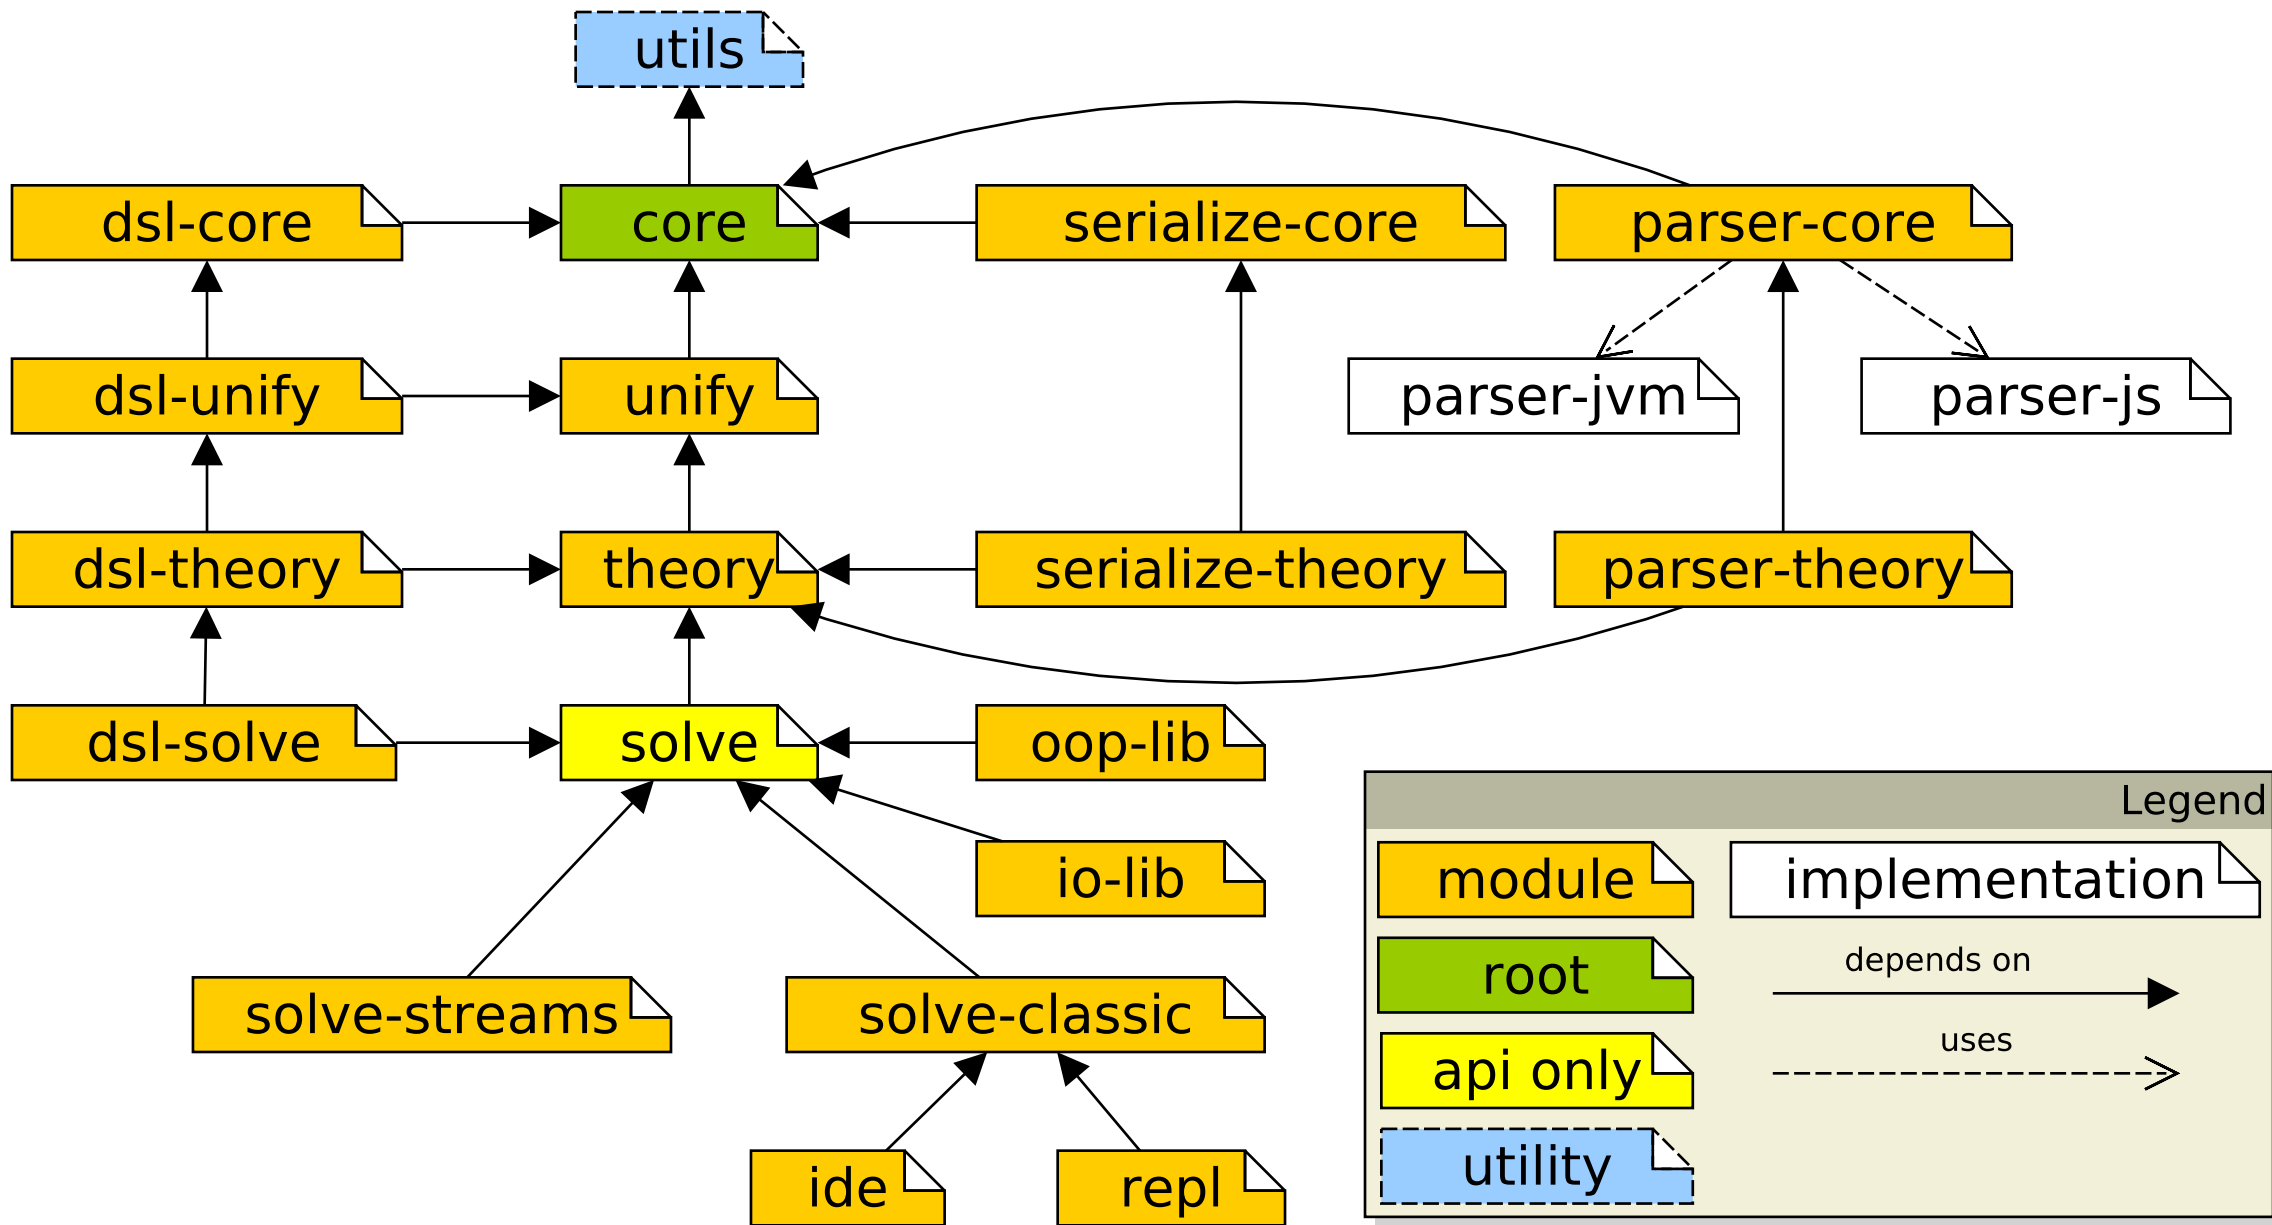 utils
dsl-core
core
serialize-core
parser-core
dsl-unify
unify
parser-jvm
parser-js
dsl-theory
theory
serialize-theory
parser-theory
dsl-solve
solve
oop-lib
io-lib
solve-streams
solve-classic
ide
repl
Legend
module
implementation
root
depends on
api only
uses
utility